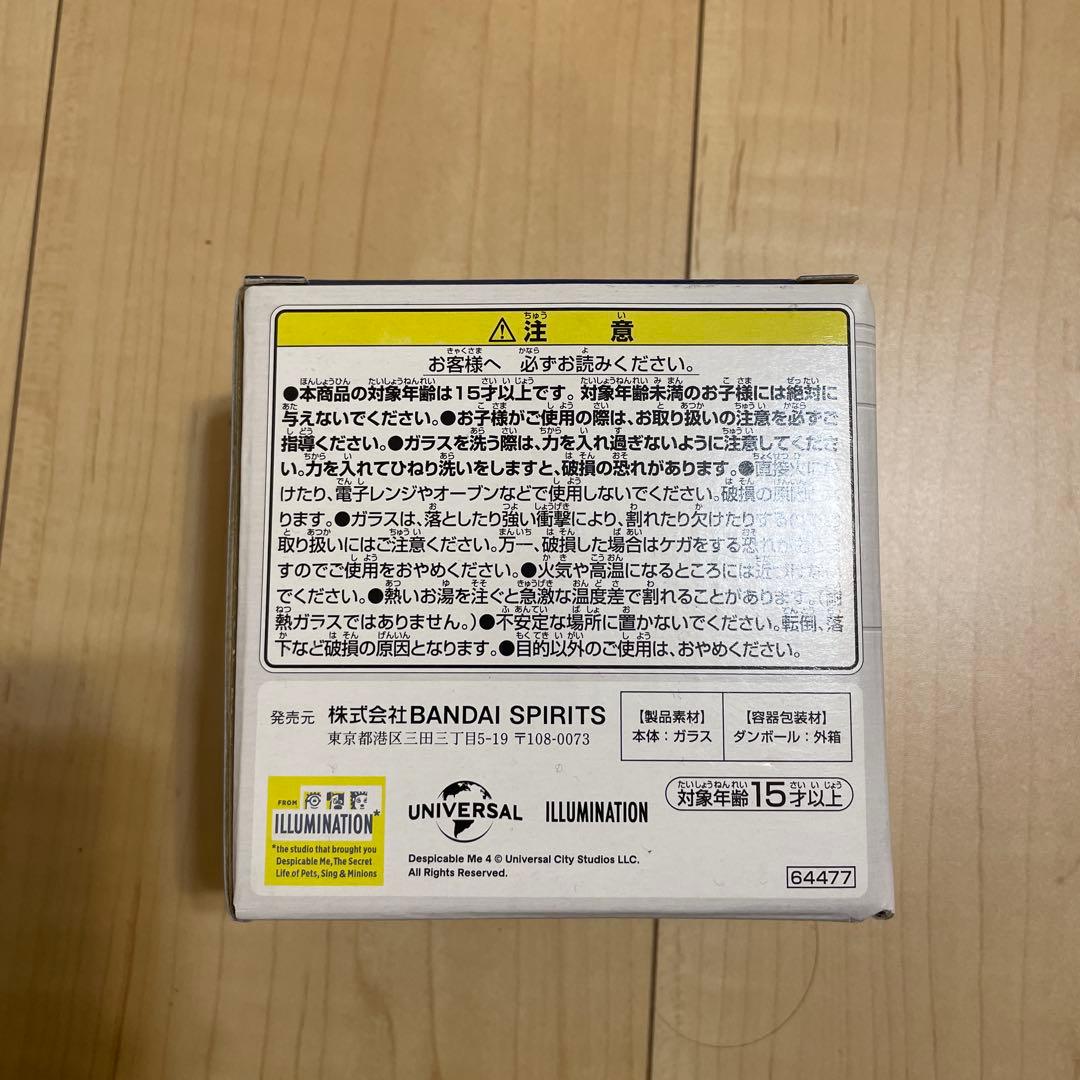 ⚠注 意
お客様へ 必ずお読みください。
●本商品の対象年齢は15才以上です。対象年齢未満のお子様には絶対に
与えないでください。●お子様がご使用の際は、お取り扱いの注意を必ずご
指導ください。●ガラスを洗う際は、力を入れ過ぎないように注意してくださ
い。力を入れてひねり洗いをしますと、破損の恐れがあります。●直接火にか
けたり、電子レンジやオーブンなどで使用しないでください。破損の原因にな
ります。●ガラスは、落としたり強い衝撃により、割れたり欠けたりする
取り扱いにはご注意ください。万一、破損した場合はケガをする恐れが
すのでご使用をおやめください。●火気や高温になるところには近づけない
でください。●熱いお湯を注ぐと急激な温度差で割れることがあります。(耐
熱ガラスではありません。)●不安定な場所に置かないでください。転倒、落
下など破損の原因となります。●目的以外のご使用は、おやめください。
発売元 株式会社BANDAI SPIRITS
東京都港区三田三丁目5-19 〒108-0073
【製品素材】
本体:ガラス
【容器包装材】
ダンボール:外箱
対象年齢15才以上
FROM
ILLUMINATION*
*the studio that brought you
Despicable Me, The Secret
Life of Pets, Sing & Minions
UNIVERSAL
ILLUMINATION
Despicable Me 4 © Universal City Studios LLC.
All Rights Reserved.
64477